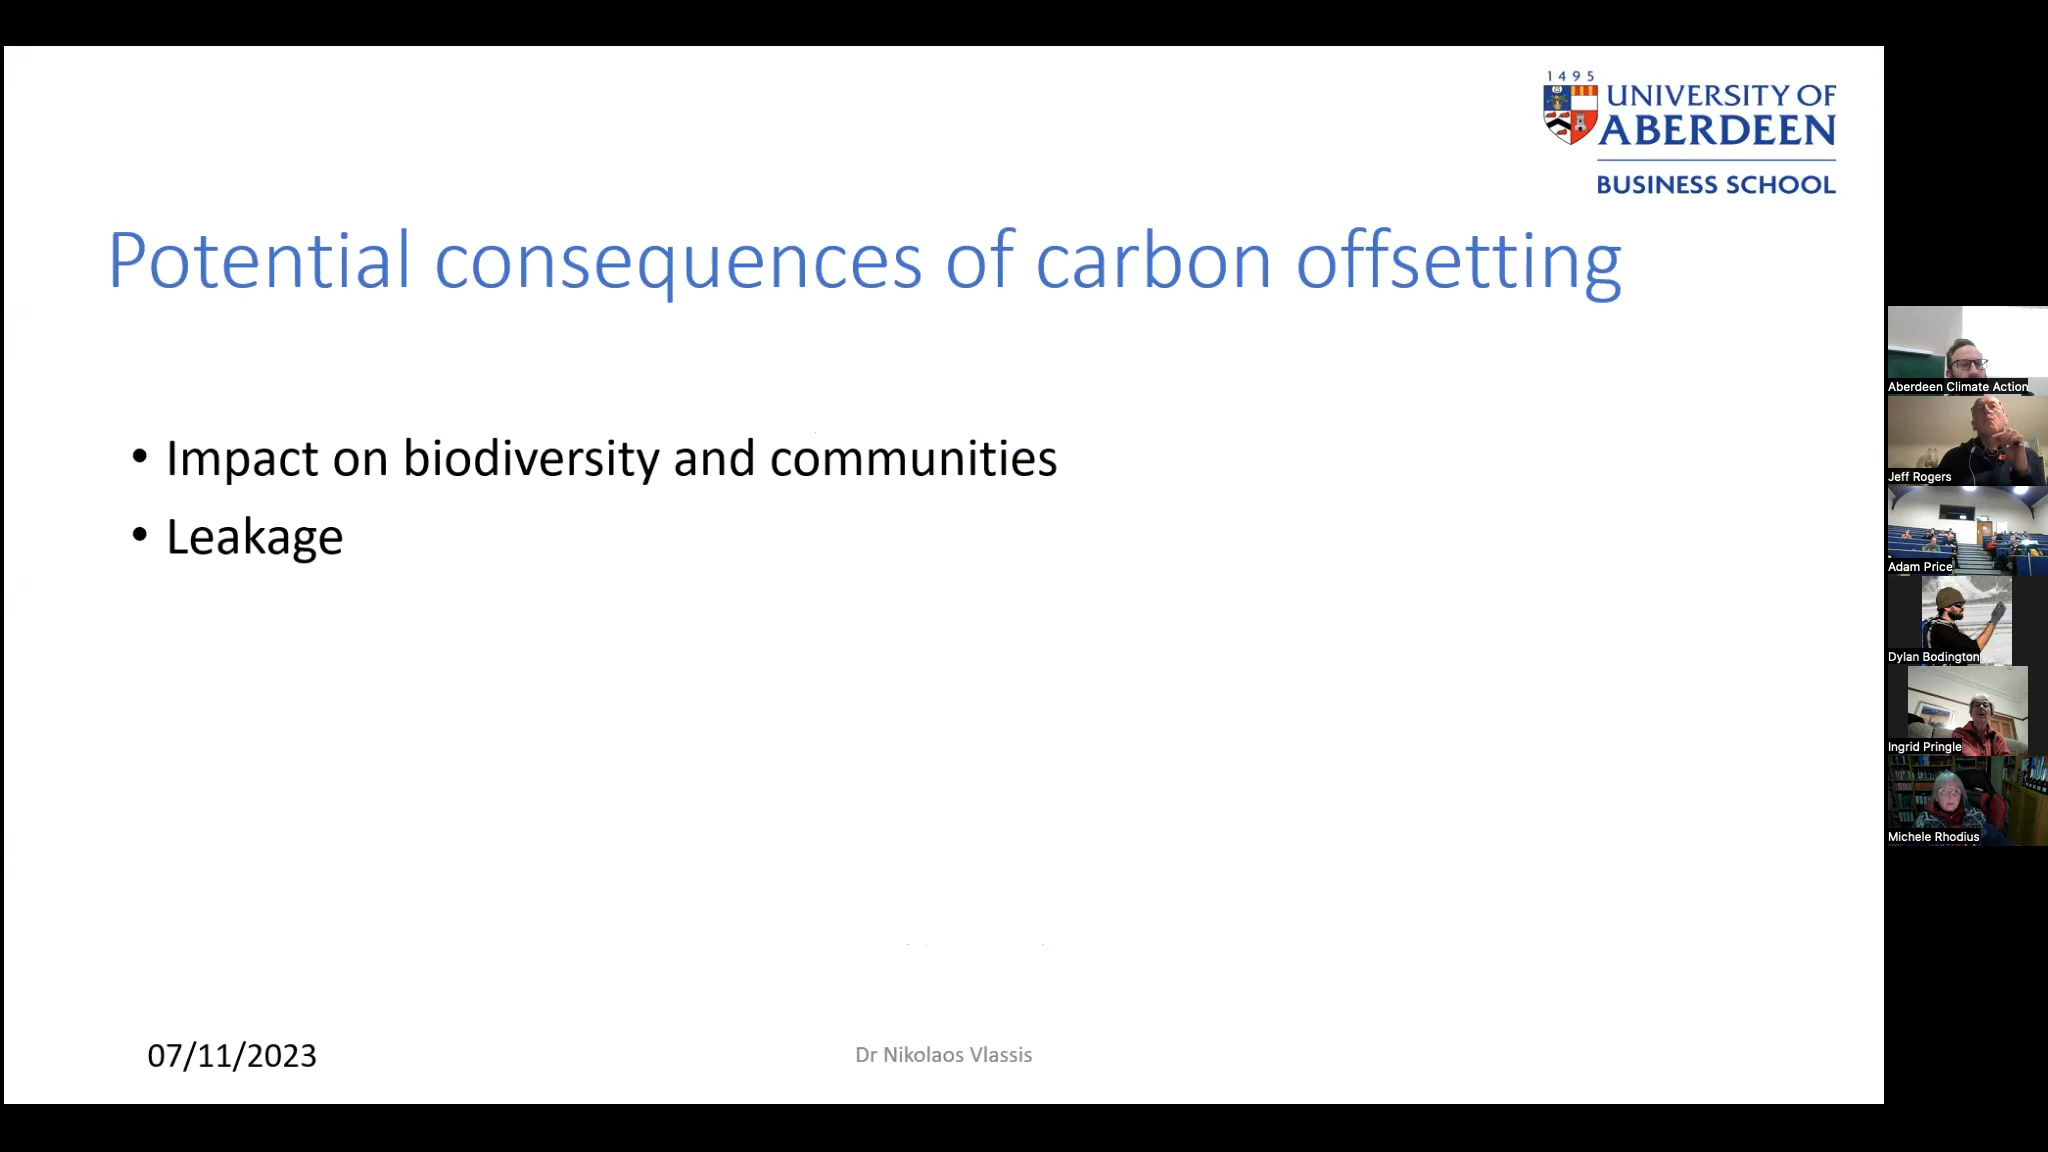 1495
UNIVERSITY OF
ABERDEEN
BUSINESS SCHOOL
Potential consequences of carbon offsetting
• Impact on biodiversity and communities
• Leakage
07/11/2023
Dr Nikolaos Vlassis
Aberdeen Climate Action
Jeff Rogers
Adam Price
Dylan Bodington
Ingrid Pringle
Michele Rhodius